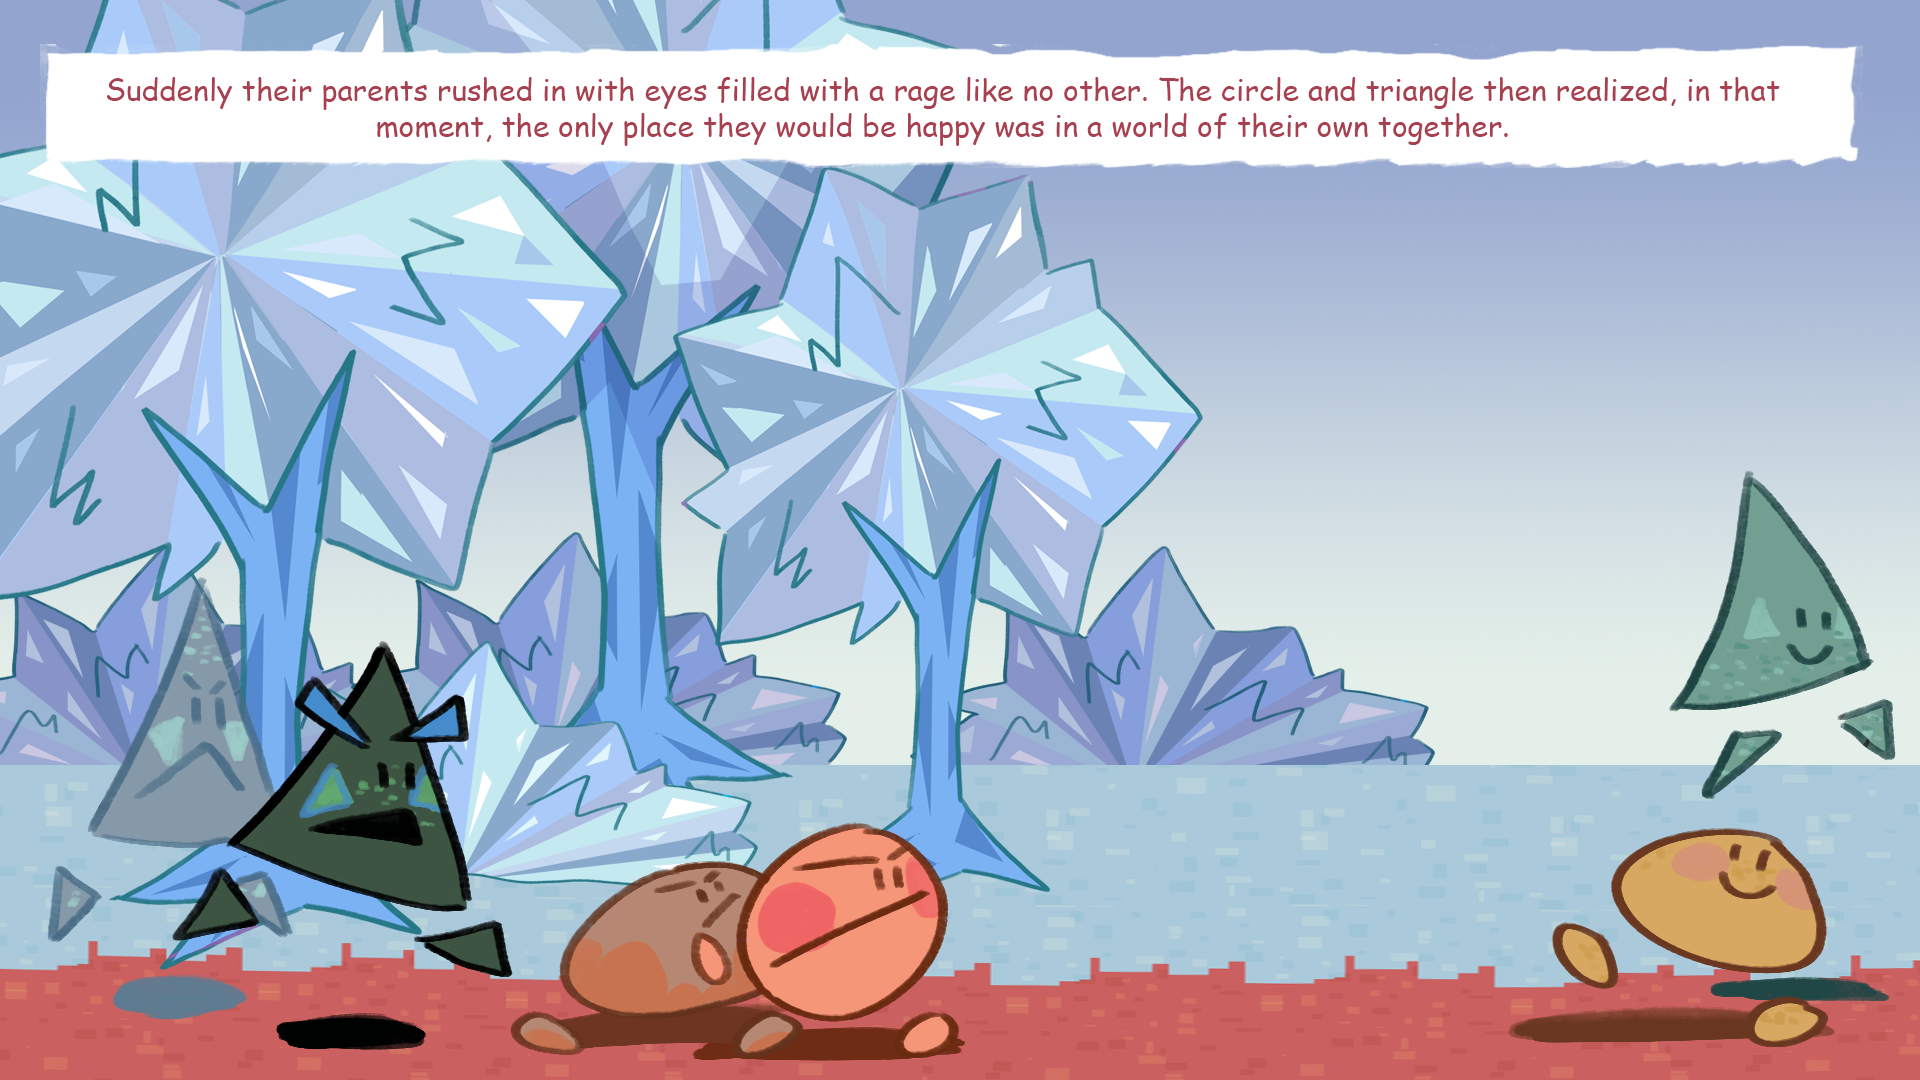 Suddenly their parents rushed in with eyes filled with a rage like no other. The circle and triangle then realized, in that
moment, the only place they would be happy was in a world of their own together.